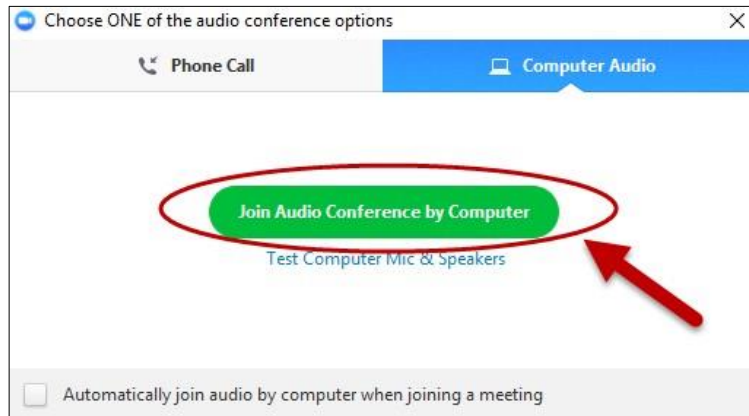 Choose ONE of the audio conference options
Phone Call
Computer Audio
Join Audio Conference by Computer
Test Computer Mic & Speakers
Automatically join audio by computer when joining a meeting